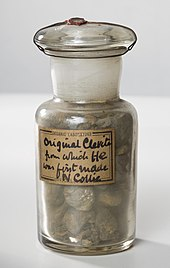 Original Cleveite
from which He
was first made
N. Collie